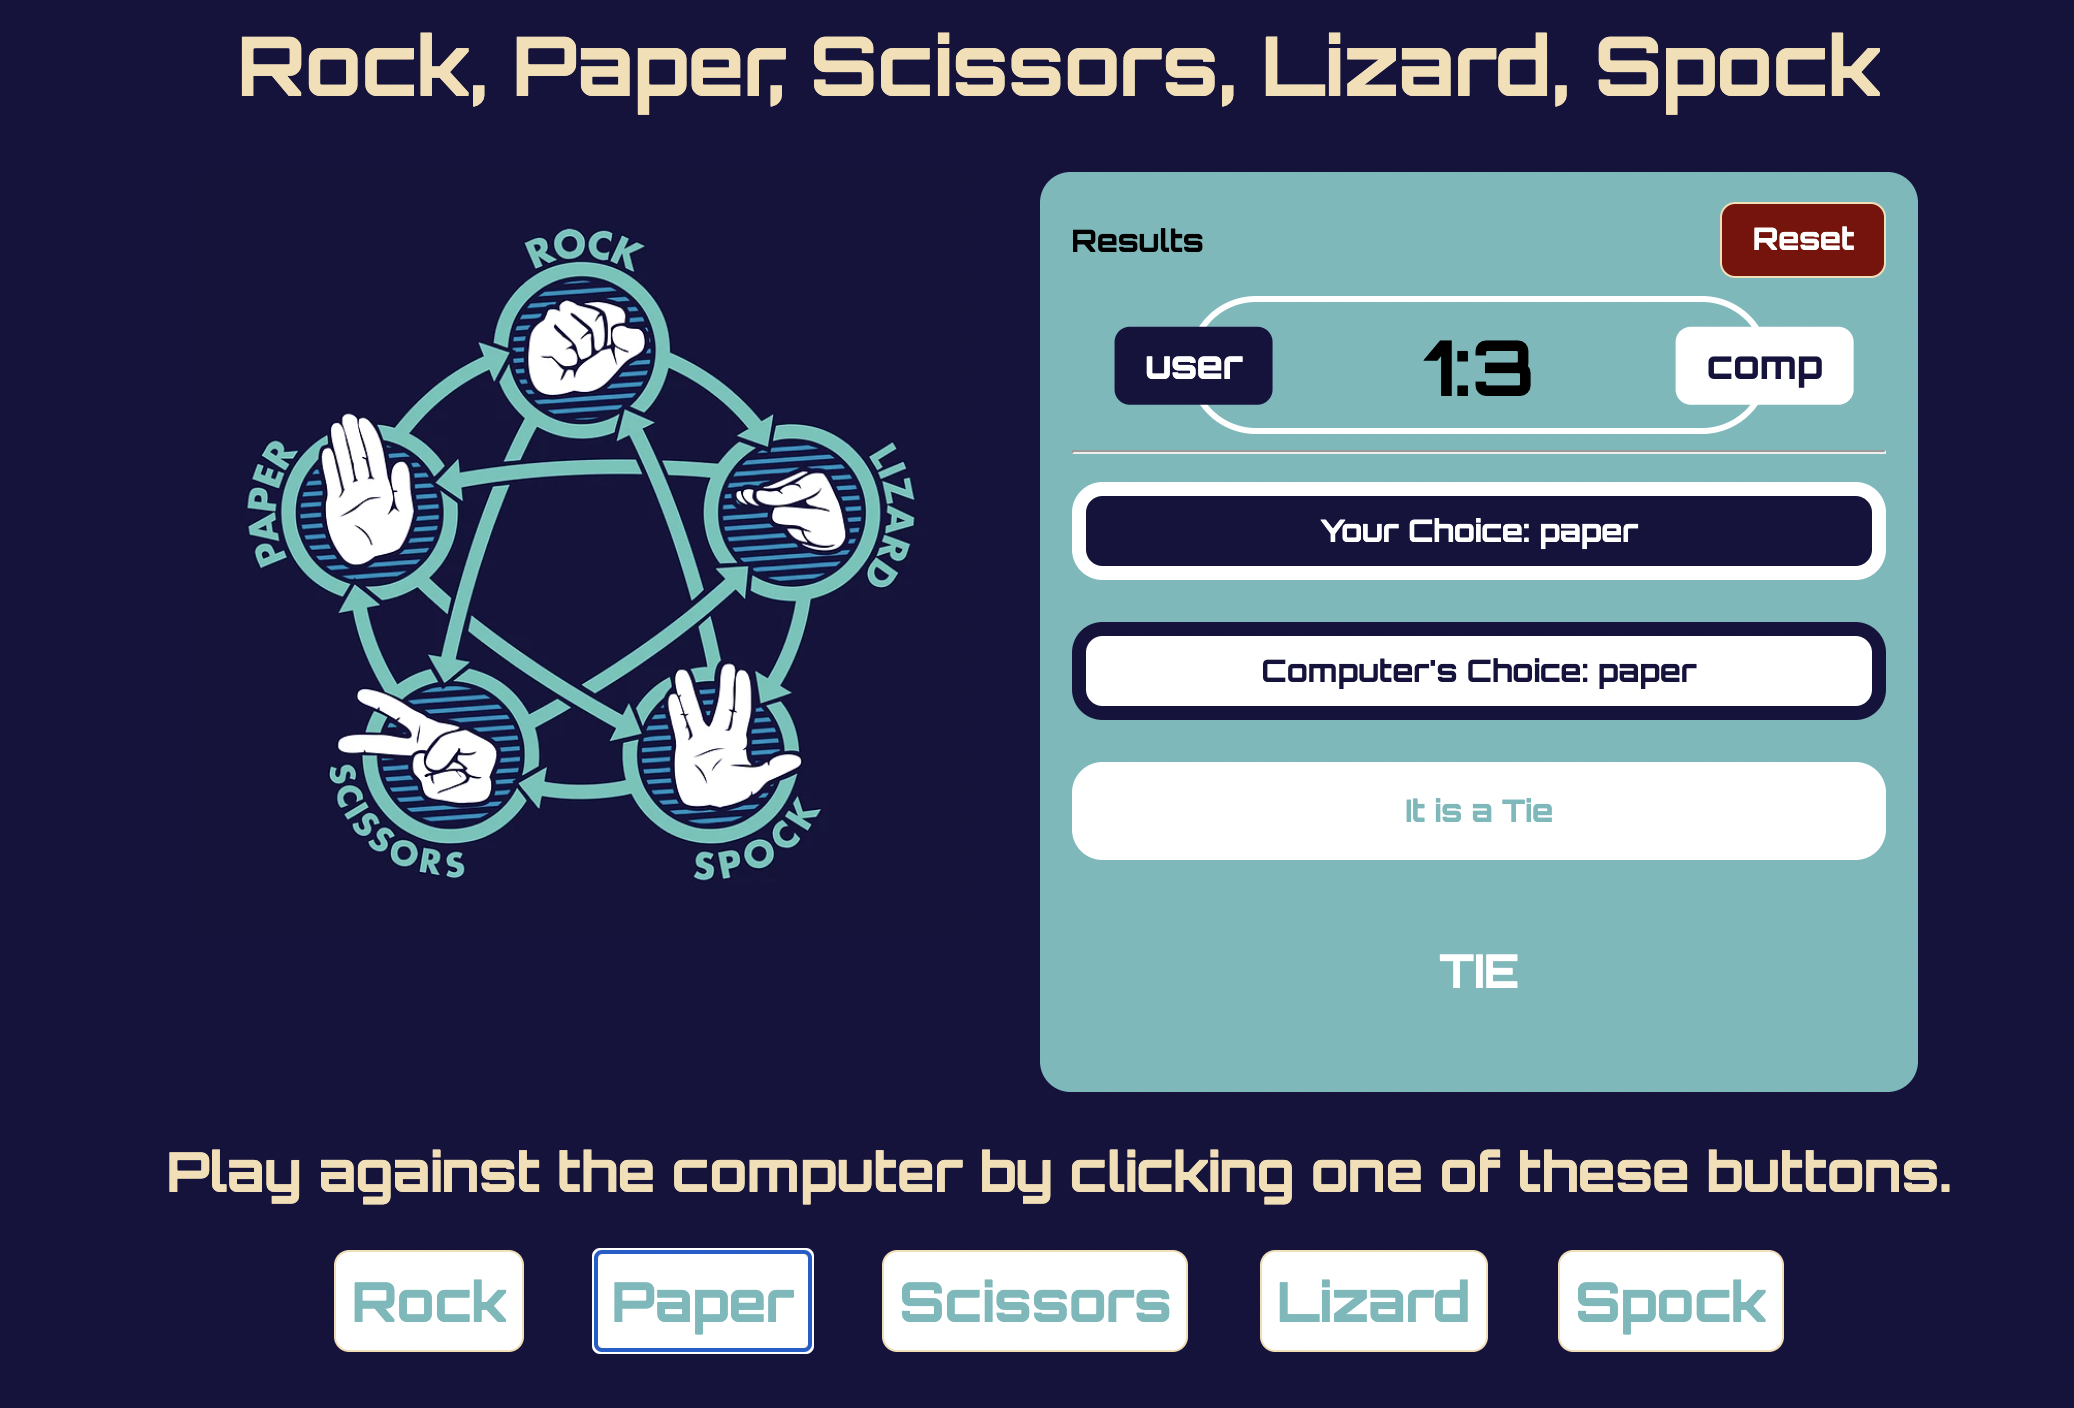 Rock, Paper, Scissors, Lizard, Spock
ROCK
PAPER
LIZARD
SCISSORS
SPOCK
Results
Reset
user
1:3
comp
Your Choice: paper
Computer's Choice: paper
It is a Tie
TIE
Play against the computer by clicking one of these buttons.
Rock
Paper
Scissors
Lizard
Spock